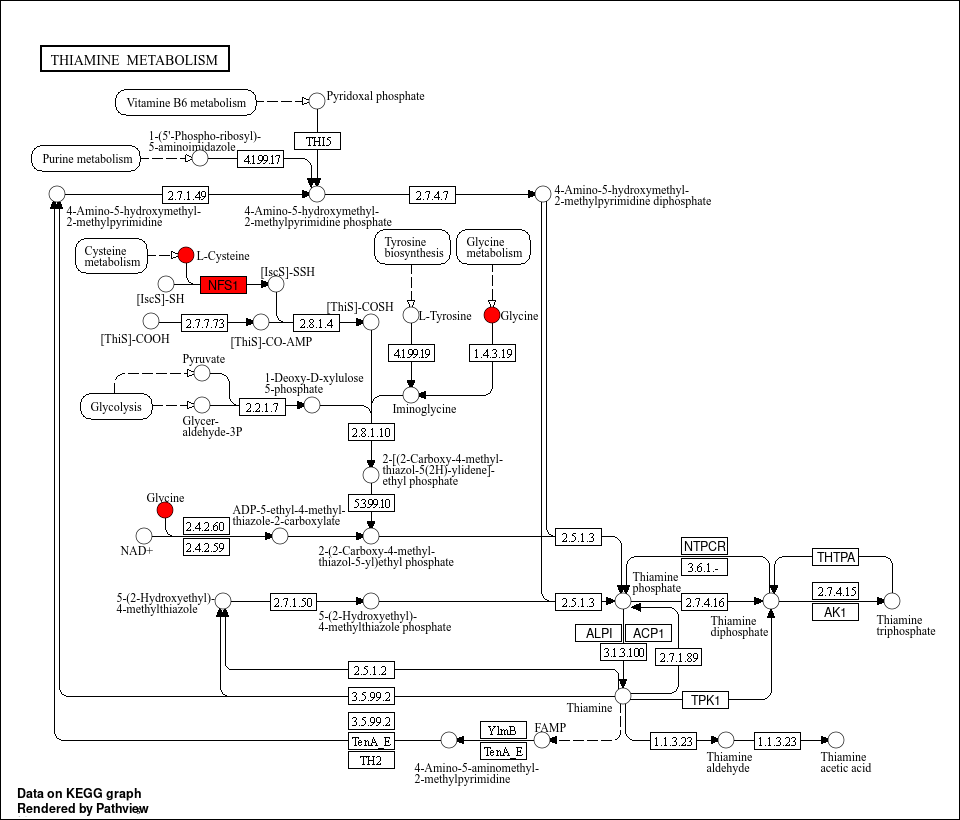 THIAMINE METABOLISM
Vitamine B6 metabolism
Pyridoxal phosphate
1-(5'-Phospho-ribosyl)-
5-aminoimidazole
THI5
Purine metabolism
4.1.99.17
2.7.1.49
2.7.4.7
4-Amino-5-hydroxymethyl-
2-methylpyrimidine
4-Amino-5-hydroxymethyl-
2-methylpyrimidine phosphate
4-Amino-5-hydroxymethyl-
2-methylpyrimidine diphosphate
Cysteine
metabolism
L-Cysteine
Tyrosine
biosynthesis
Glycine
metabolism
[IscS]-SSH
NFS1
[IscS]-SH
[ThiS]-COSH
2.7.7.73
2.8.1.4
L-Tyrosine
Glycine
[ThiS]-COOH
[ThiS]-CO-AMP
4.1.99.19
1.4.3.19
Pyruvate
1-Deoxy-D-xylulose
5-phosphate
Glycolysis
2.2.1.7
Iminoglycine
Glycer-
aldehyde-3P
2.8.1.10
2-[(2-Carboxy-4-methyl-
thiazol-5(2H)-ylidene]-
ethyl phosphate
Glycine
5.3.99.10
ADP-5-ethyl-4-methyl-
thiazole-2-carboxylate
2.4.2.60
2.4.2.59
NAD+
2-(2-Carboxy-4-methyl-
thiazol-5-yl)ethyl phosphate
2.5.1.3
NTPCR
3.6.1.-
THTPA
Thiamine
phosphate
2.7.4.15
AK1
5-(2-Hydroxyethyl)-
4-methylthiazole
2.7.1.50
2.5.1.3
2.7.4.16
5-(2-Hydroxyethyl)-
4-methylthiazole phosphate
Thiamine
diphosphate
Thiamine
triphosphate
ALPI
ACP1
3.1.3.100
2.7.1.89
2.5.1.2
3.5.99.2
Thiamine
TPK1
3.5.99.2
TenA_E
TH2
YlmB
TenA_E
FAMP
1.1.3.23
1.1.3.23
4-Amino-5-aminomethyl-
2-methylpyrimidine
Thiamine
aldehyde
Thiamine
acetic acid
Data on KEGG graph
Rendered by Pathview